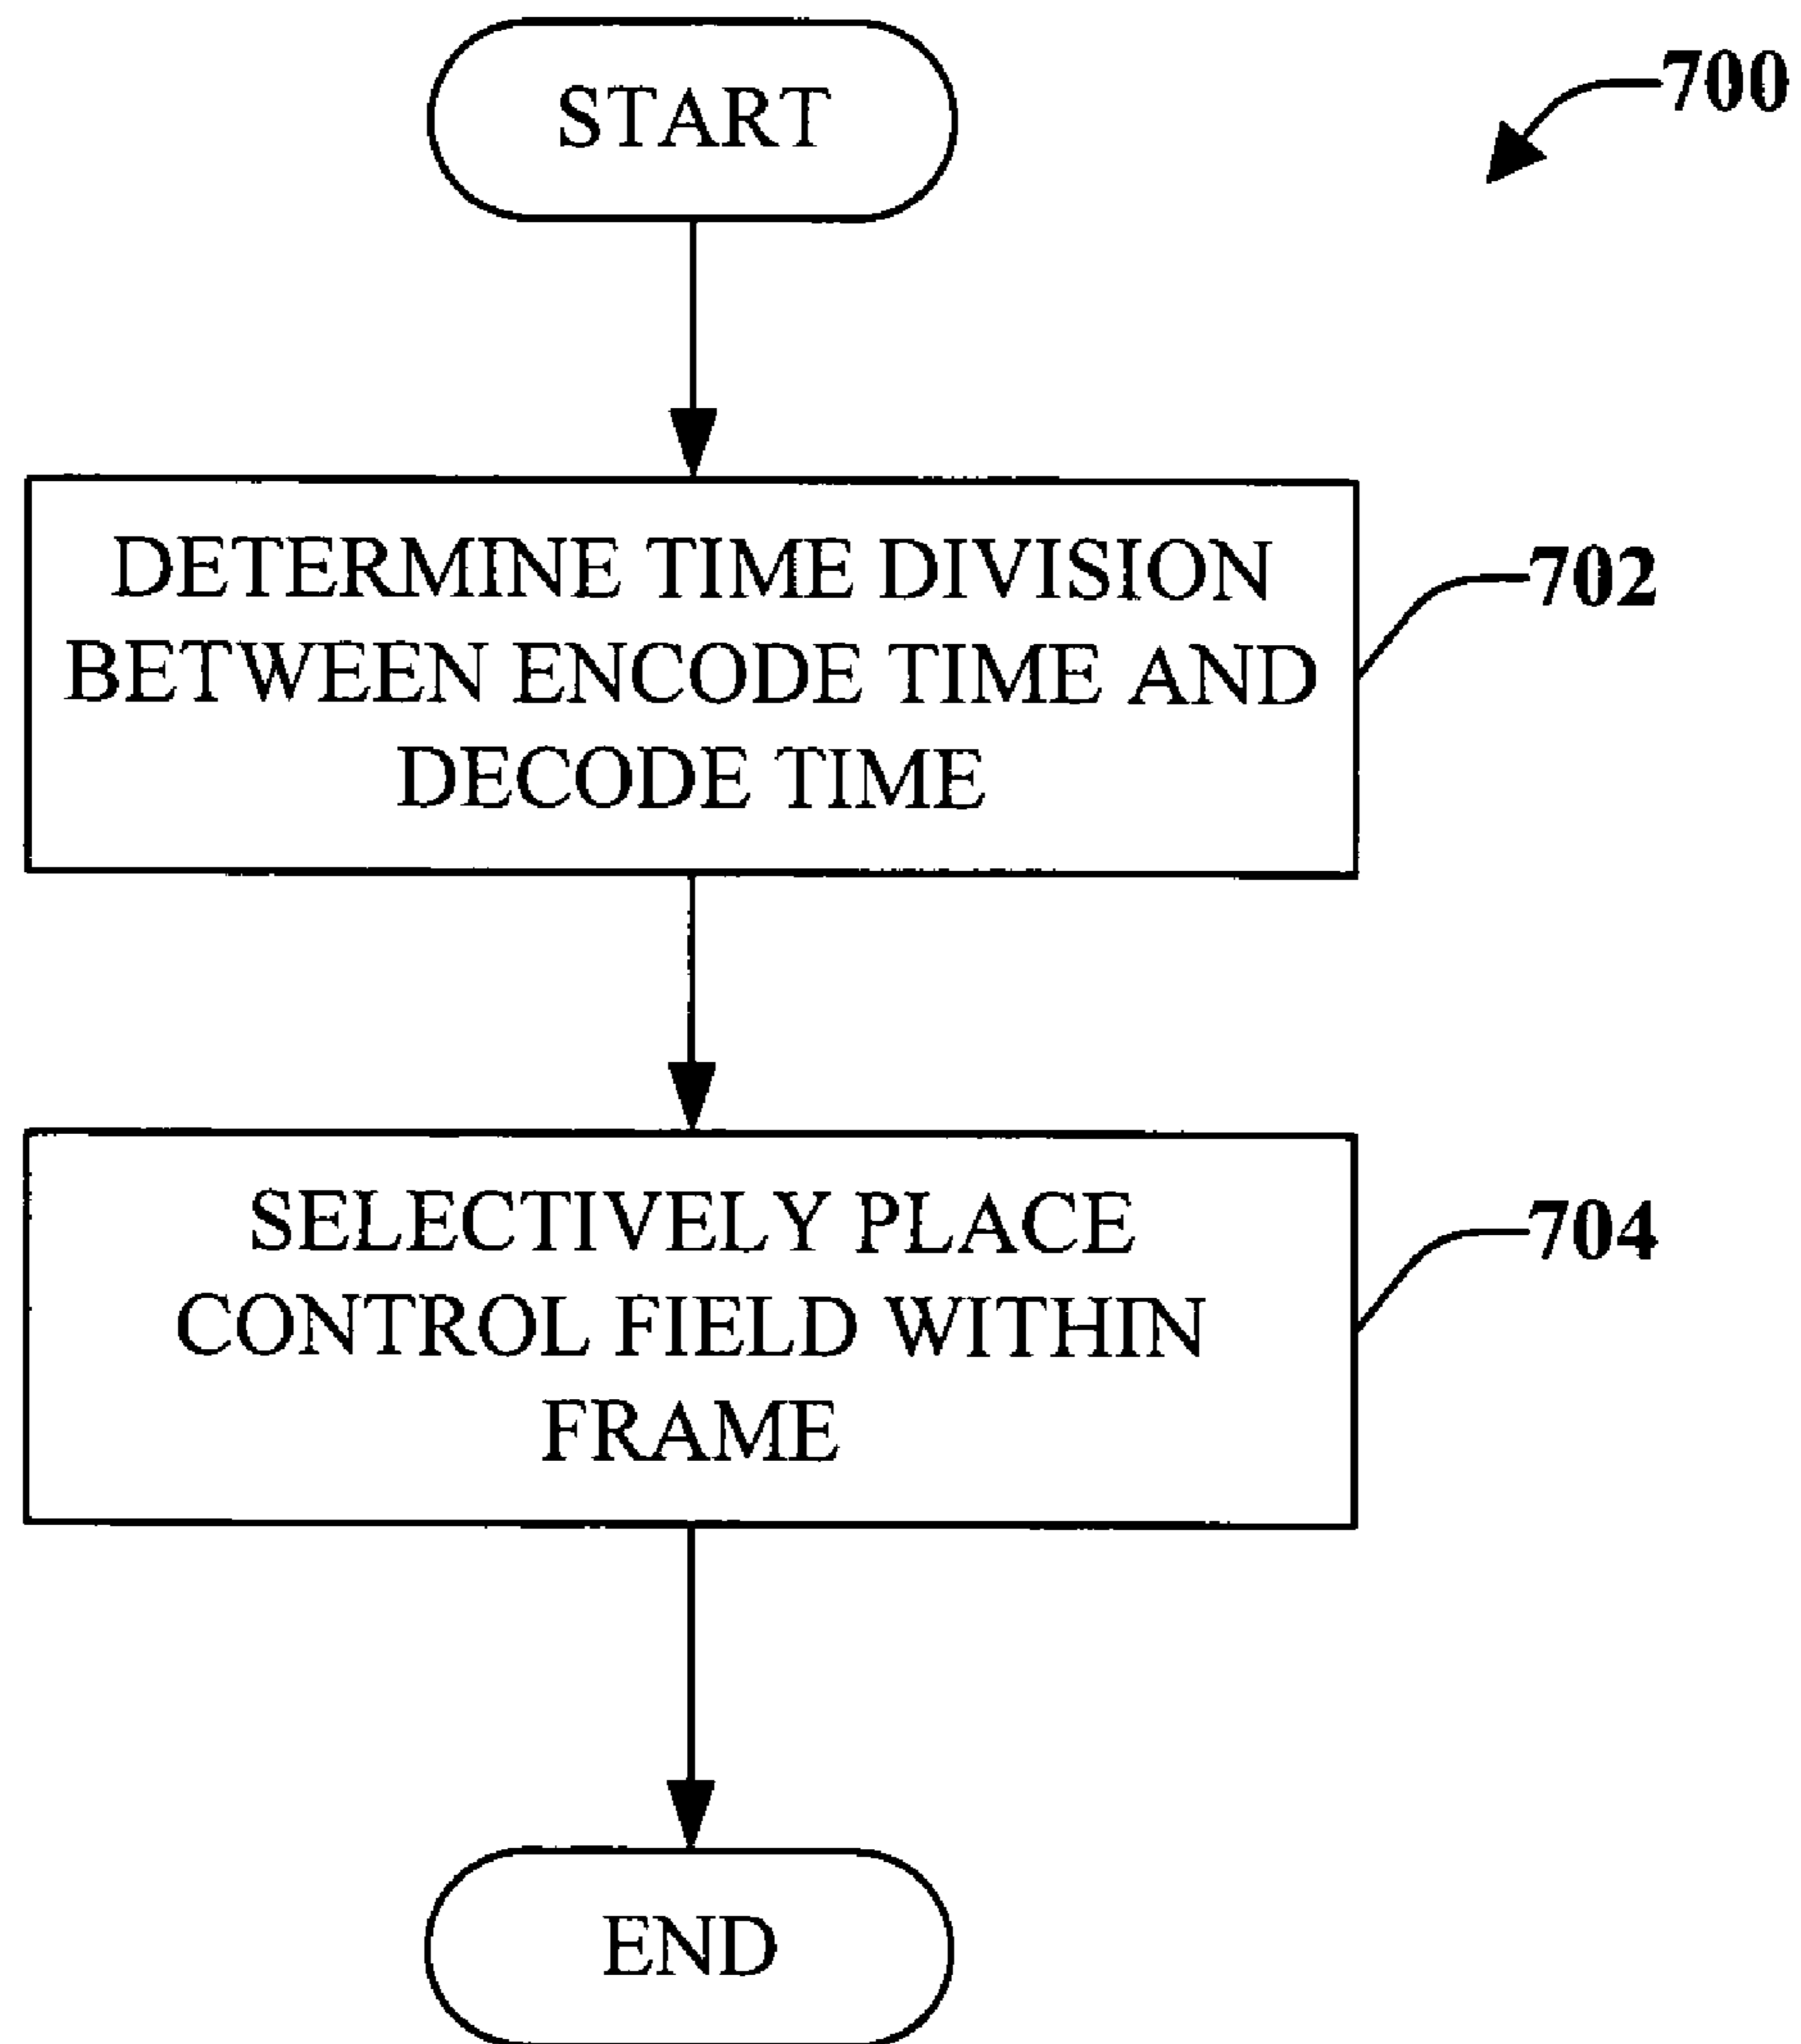 START
700
DETERMINE TIME DIVISION
BETWEEN ENCODE TIME AND
DECODE TIME
702
SELECTIVELY PLACE
CONTROL FIELD WITHIN
FRAME
704
END